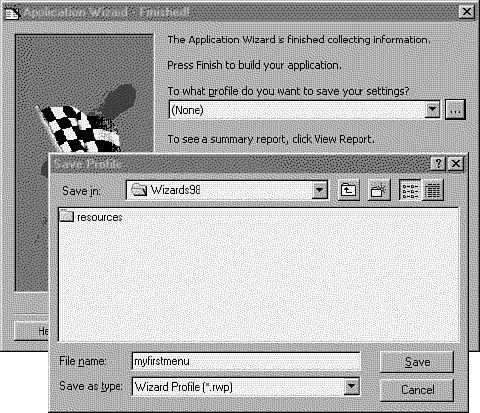 Application Wizard - Finished!
The Application Wizard is finished collecting information.
Press Finish to build your application.
To what profile do you want to save your settings?
(None)
...
To see a summary report, click View Report.
Save Profile
Save in:
Wizards98
resources
He
File name:
myfirstmenu
Save
Save as type:
Wizard Profile (*.rwp)
Cancel